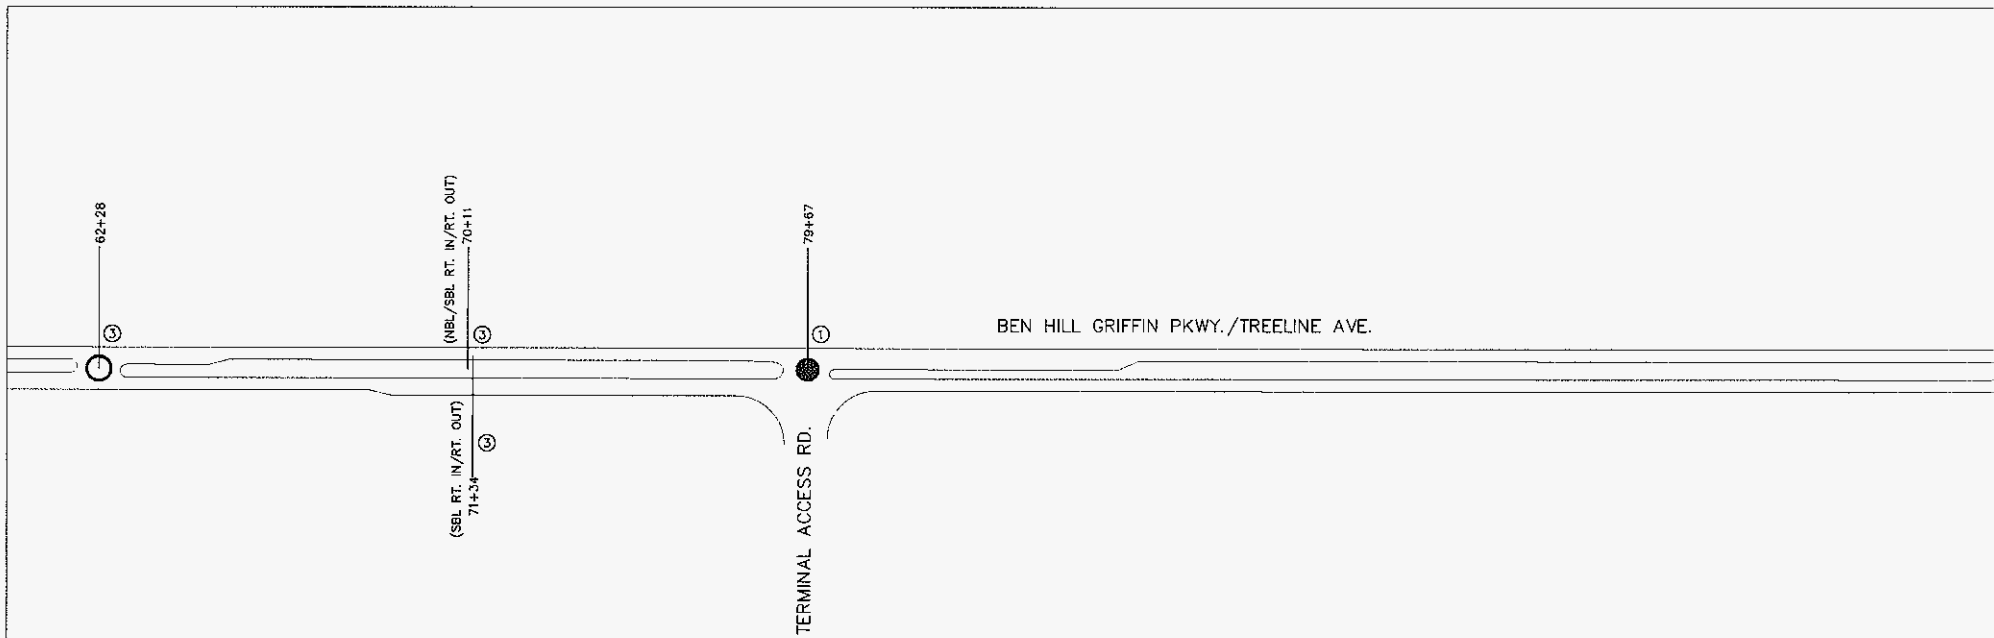 62+28
③
(NBL/SBL RT. IN/RT. OUT)
70+11
③
(SBL RT. IN/RT. OUT)
71+34
③
79+67
①
TERMINAL ACCESS RD.
BEN HILL GRIFFIN PKWY./TREELINE AVE.